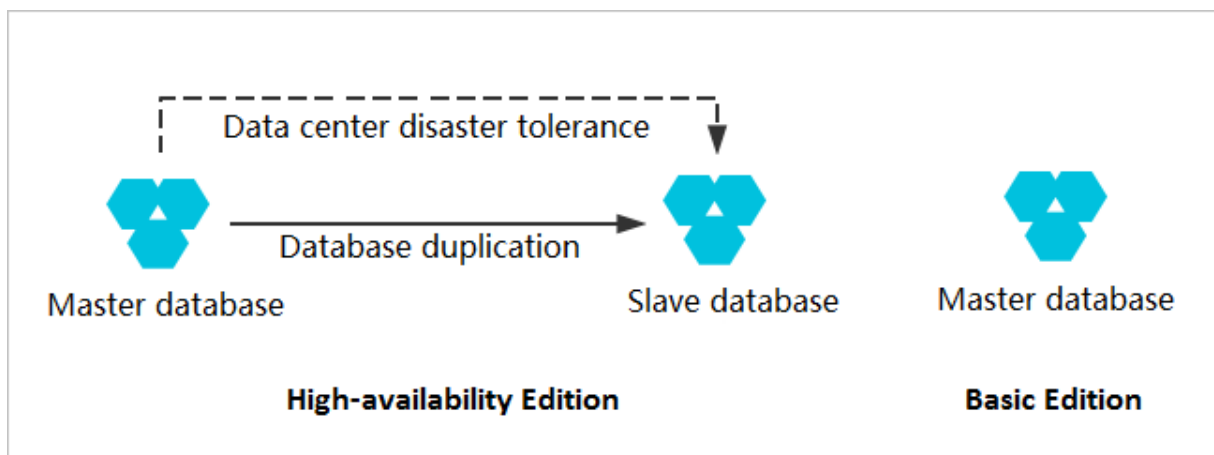 Data center disaster tolerance
Database duplication
Master database
Slave database
Master database
High-availability Edition
Basic Edition